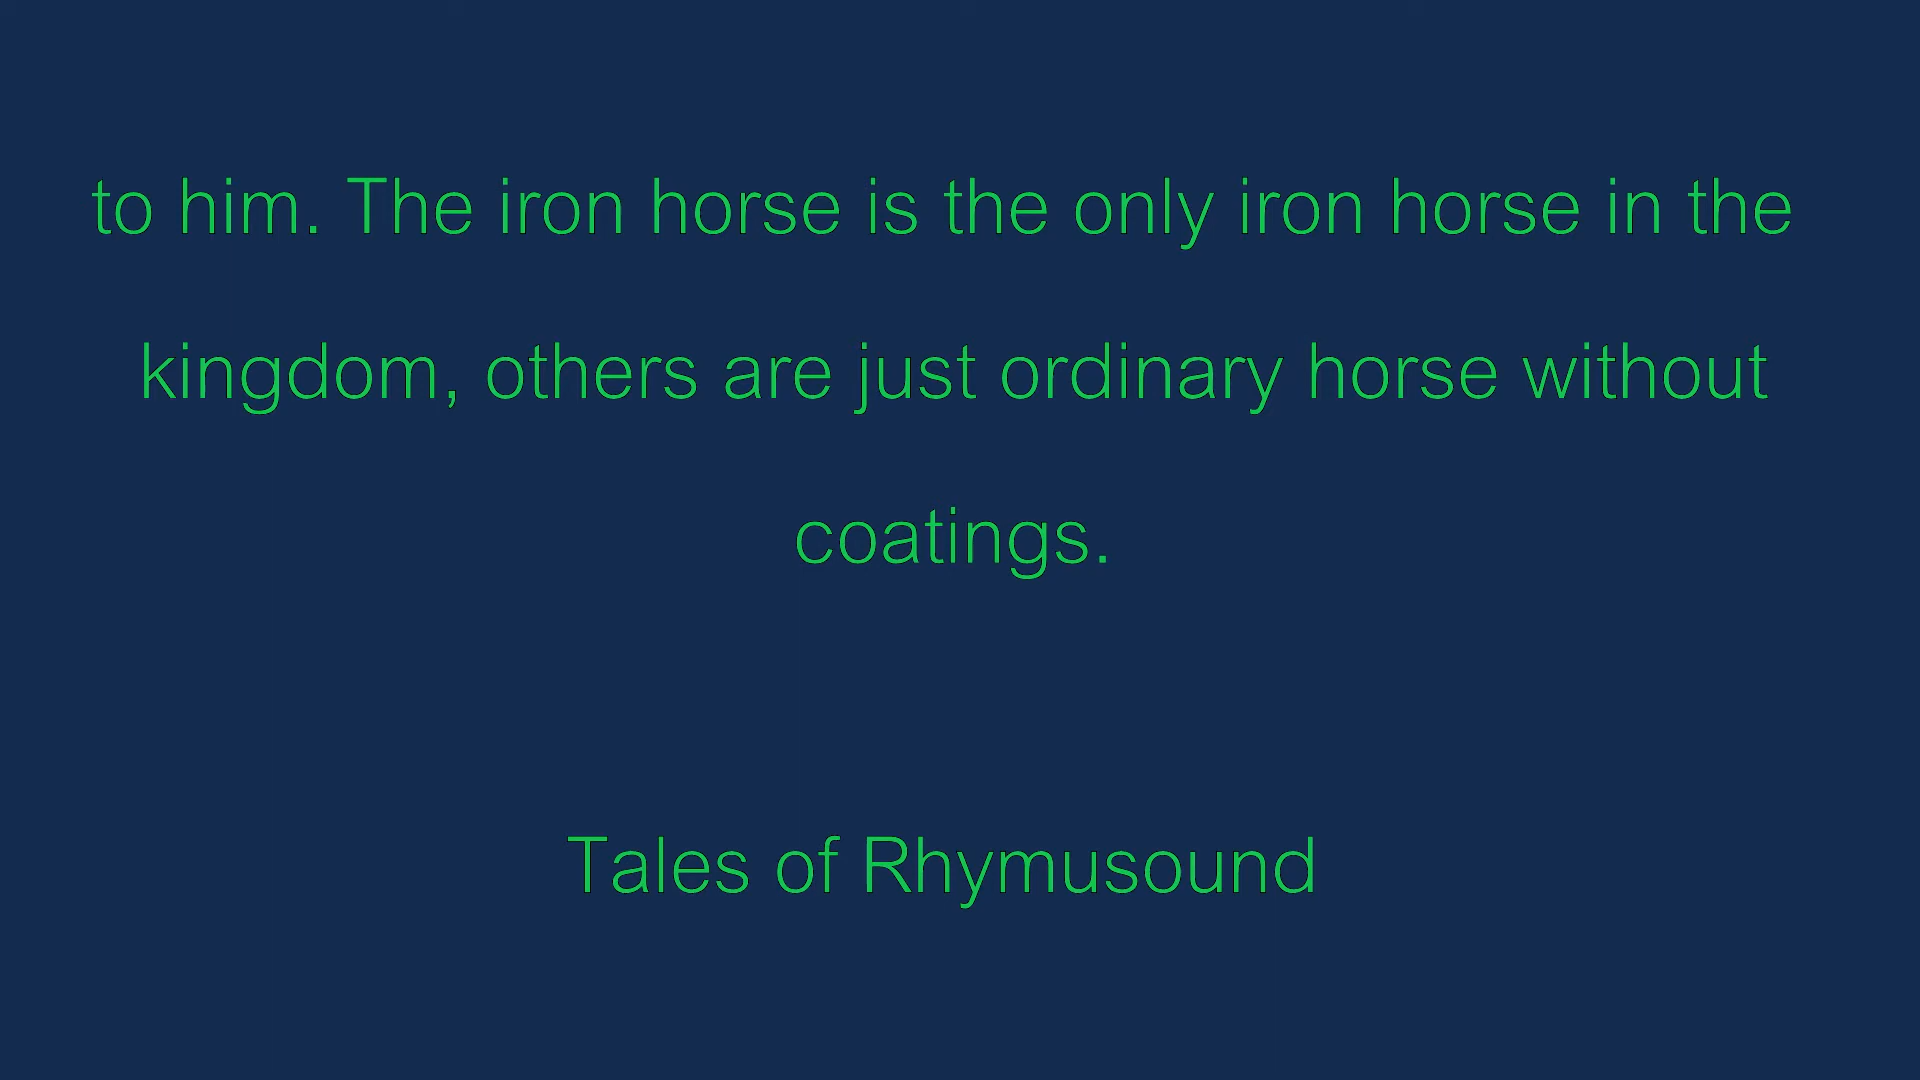 to him. The iron horse is the only iron horse in the
kingdom, others are just ordinary horse without
coatings.
Tales of Rhymusound